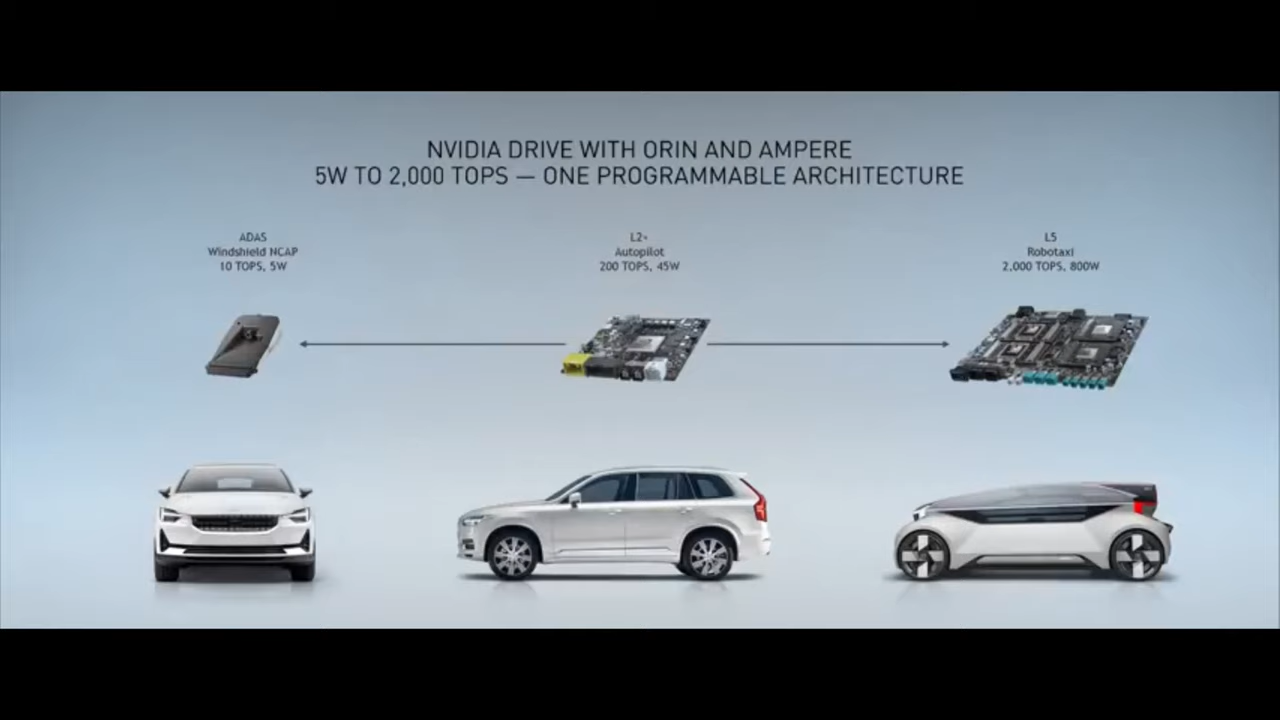 NVIDIA DRIVE WITH ORIN AND AMPERE
5W TO 2,000 TOPS — ONE PROGRAMMABLE ARCHITECTURE
ADAS
Windshield NCAP
10 TOPS, 5W
L2+
Autopilot
200 TOPS, 45W
L5
Robotaxi
2,000 TOPS, 800W